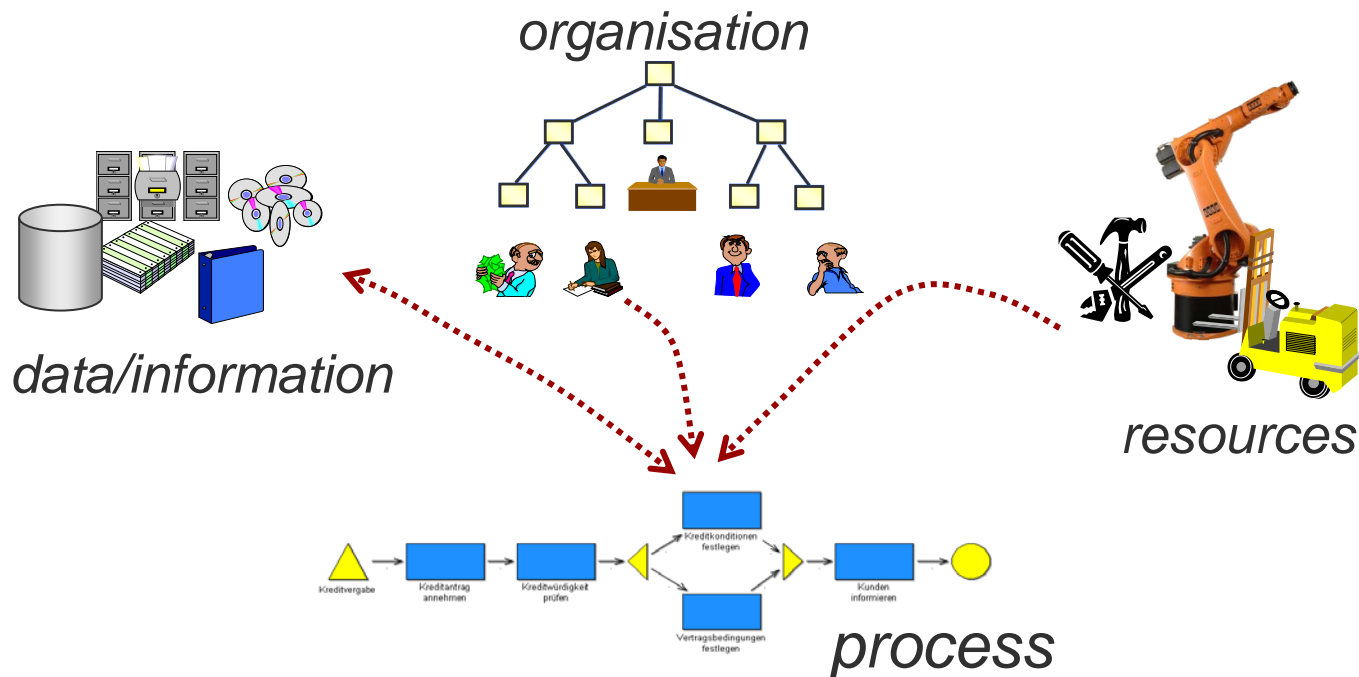 organisation
data/information
resources
Kreditvergabe
Kreditantrag
annehmen
Kreditwürdigkeit
prüfen
Kreditkonditionen
festlegen
Vertragsbedingungen
festlegen
Kunden
informieren
process